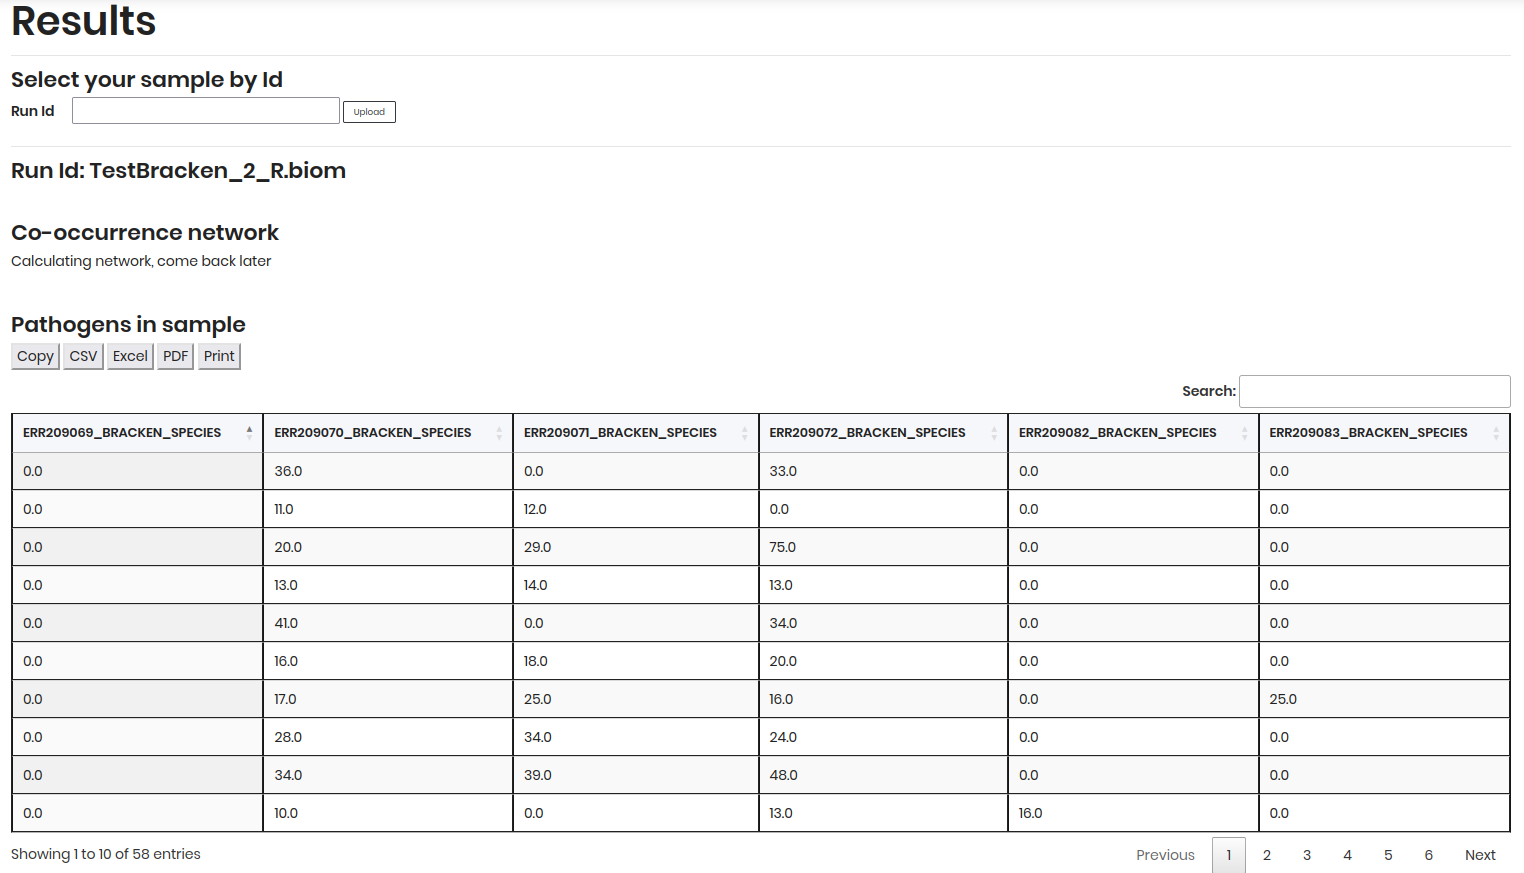 Results
Select your sample by Id
Run Id Upload
Run Id: TestBracken_2_R.biom
Co-occurrence network
Calculating network, come back later
Pathogens in sample
Copy CSV Excel PDF Print
Search:
ERR209069_BRACKEN_SPECIES ERR209070_BRACKEN_SPECIES ERR209071_BRACKEN_SPECIES ERR209072_BRACKEN_SPECIES ERR209082_BRACKEN_SPECIES ERR209083_BRACKEN_SPECIES
0.0 36.0 0.0 33.0 0.0 0.0
0.0 11.0 12.0 0.0 0.0 0.0
0.0 20.0 29.0 75.0 0.0 0.0
0.0 13.0 14.0 13.0 0.0 0.0
0.0 41.0 0.0 34.0 0.0 0.0
0.0 16.0 18.0 20.0 0.0 0.0
0.0 17.0 25.0 16.0 0.0 25.0
0.0 28.0 34.0 24.0 0.0 0.0
0.0 34.0 39.0 48.0 0.0 0.0
0.0 10.0 0.0 13.0 16.0 0.0
Showing 1 to 10 of 58 entries Previous 1 2 3 4 5 6 Next